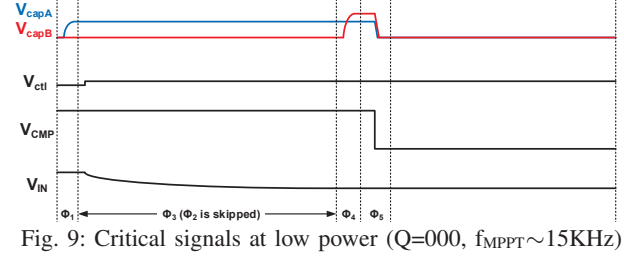 VcapA
VcapB
Vctl
VCMP
VIN
Φ1 Φ3 (Φ2 is skipped) Φ4 Φ5
Fig. 9: Critical signals at low power (Q=000, fMPPT∼15KHz)